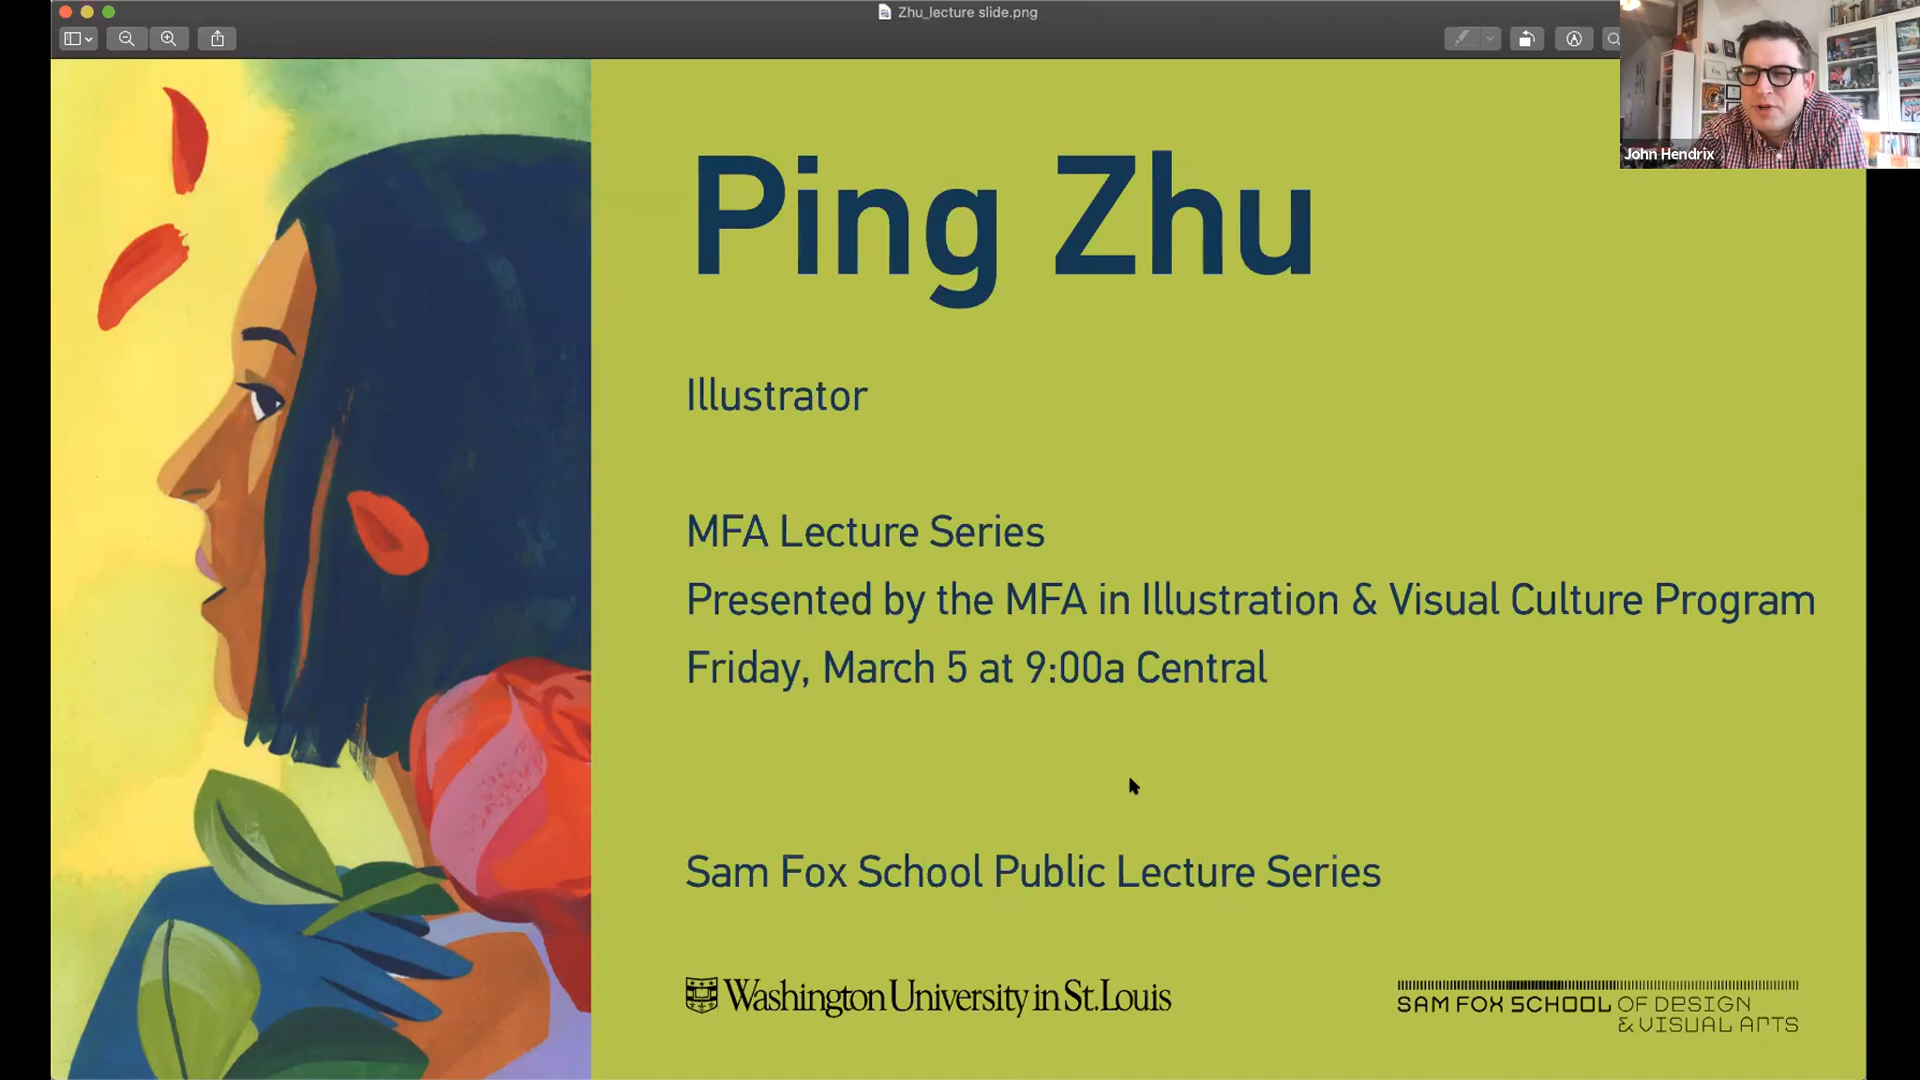 Zhu_lecture slide.png
John Hendrix
Ping Zhu
Illustrator
MFA Lecture Series
Presented by the MFA in Illustration & Visual Culture Program
Friday, March 5 at 9:00a Central
Sam Fox School Public Lecture Series
Washington University in St. Louis
SAM FOX SCHOOL OF DESIGN
& VISUAL ARTS